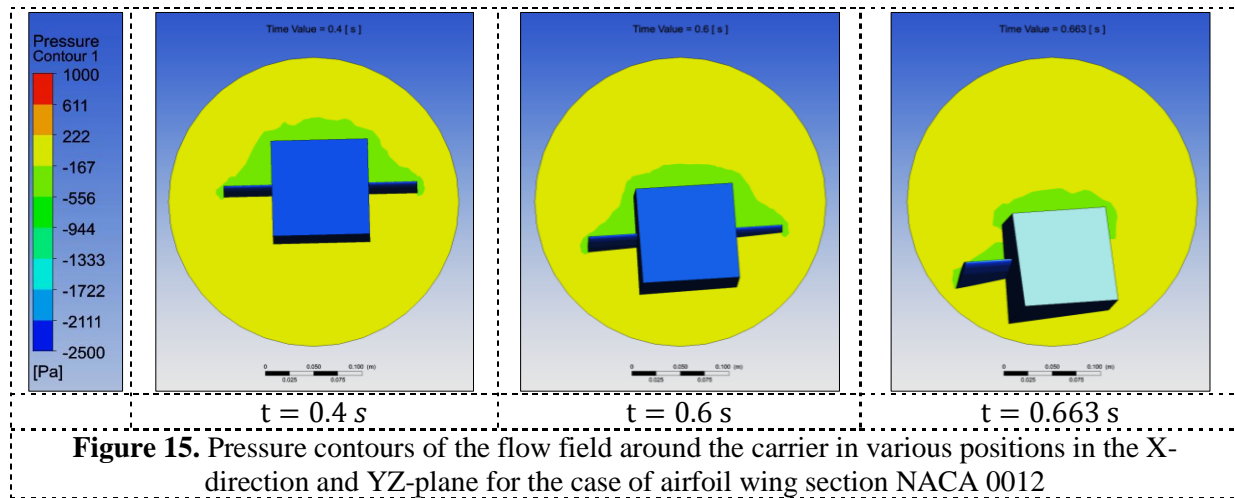 Pressure
Contour 1
1000
611
222
-167
-556
-944
-1333
-1722
-2111
-2500
[Pa]
Time Value = 0.4 [ s ]
0 0.050 0.100 (m)
0.025 0.075
Time Value = 0.6 [ s ]
0 0.050 0.100 (m)
0.025 0.075
Time Value = 0.663 [ s ]
0 0.050 0.100 (m)
0.025 0.075
t = 0.4 s
t = 0.6 s
t = 0.663 s
Figure 15. Pressure contours of the flow field around the carrier in various positions in the X-
direction and YZ-plane for the case of airfoil wing section NACA 0012